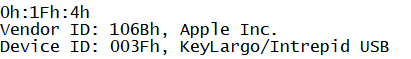 0h:1Fh:4h
Vendor ID: 106Bh, Apple Inc.
Device ID: 003Fh, KeyLargo/Intrepid USB